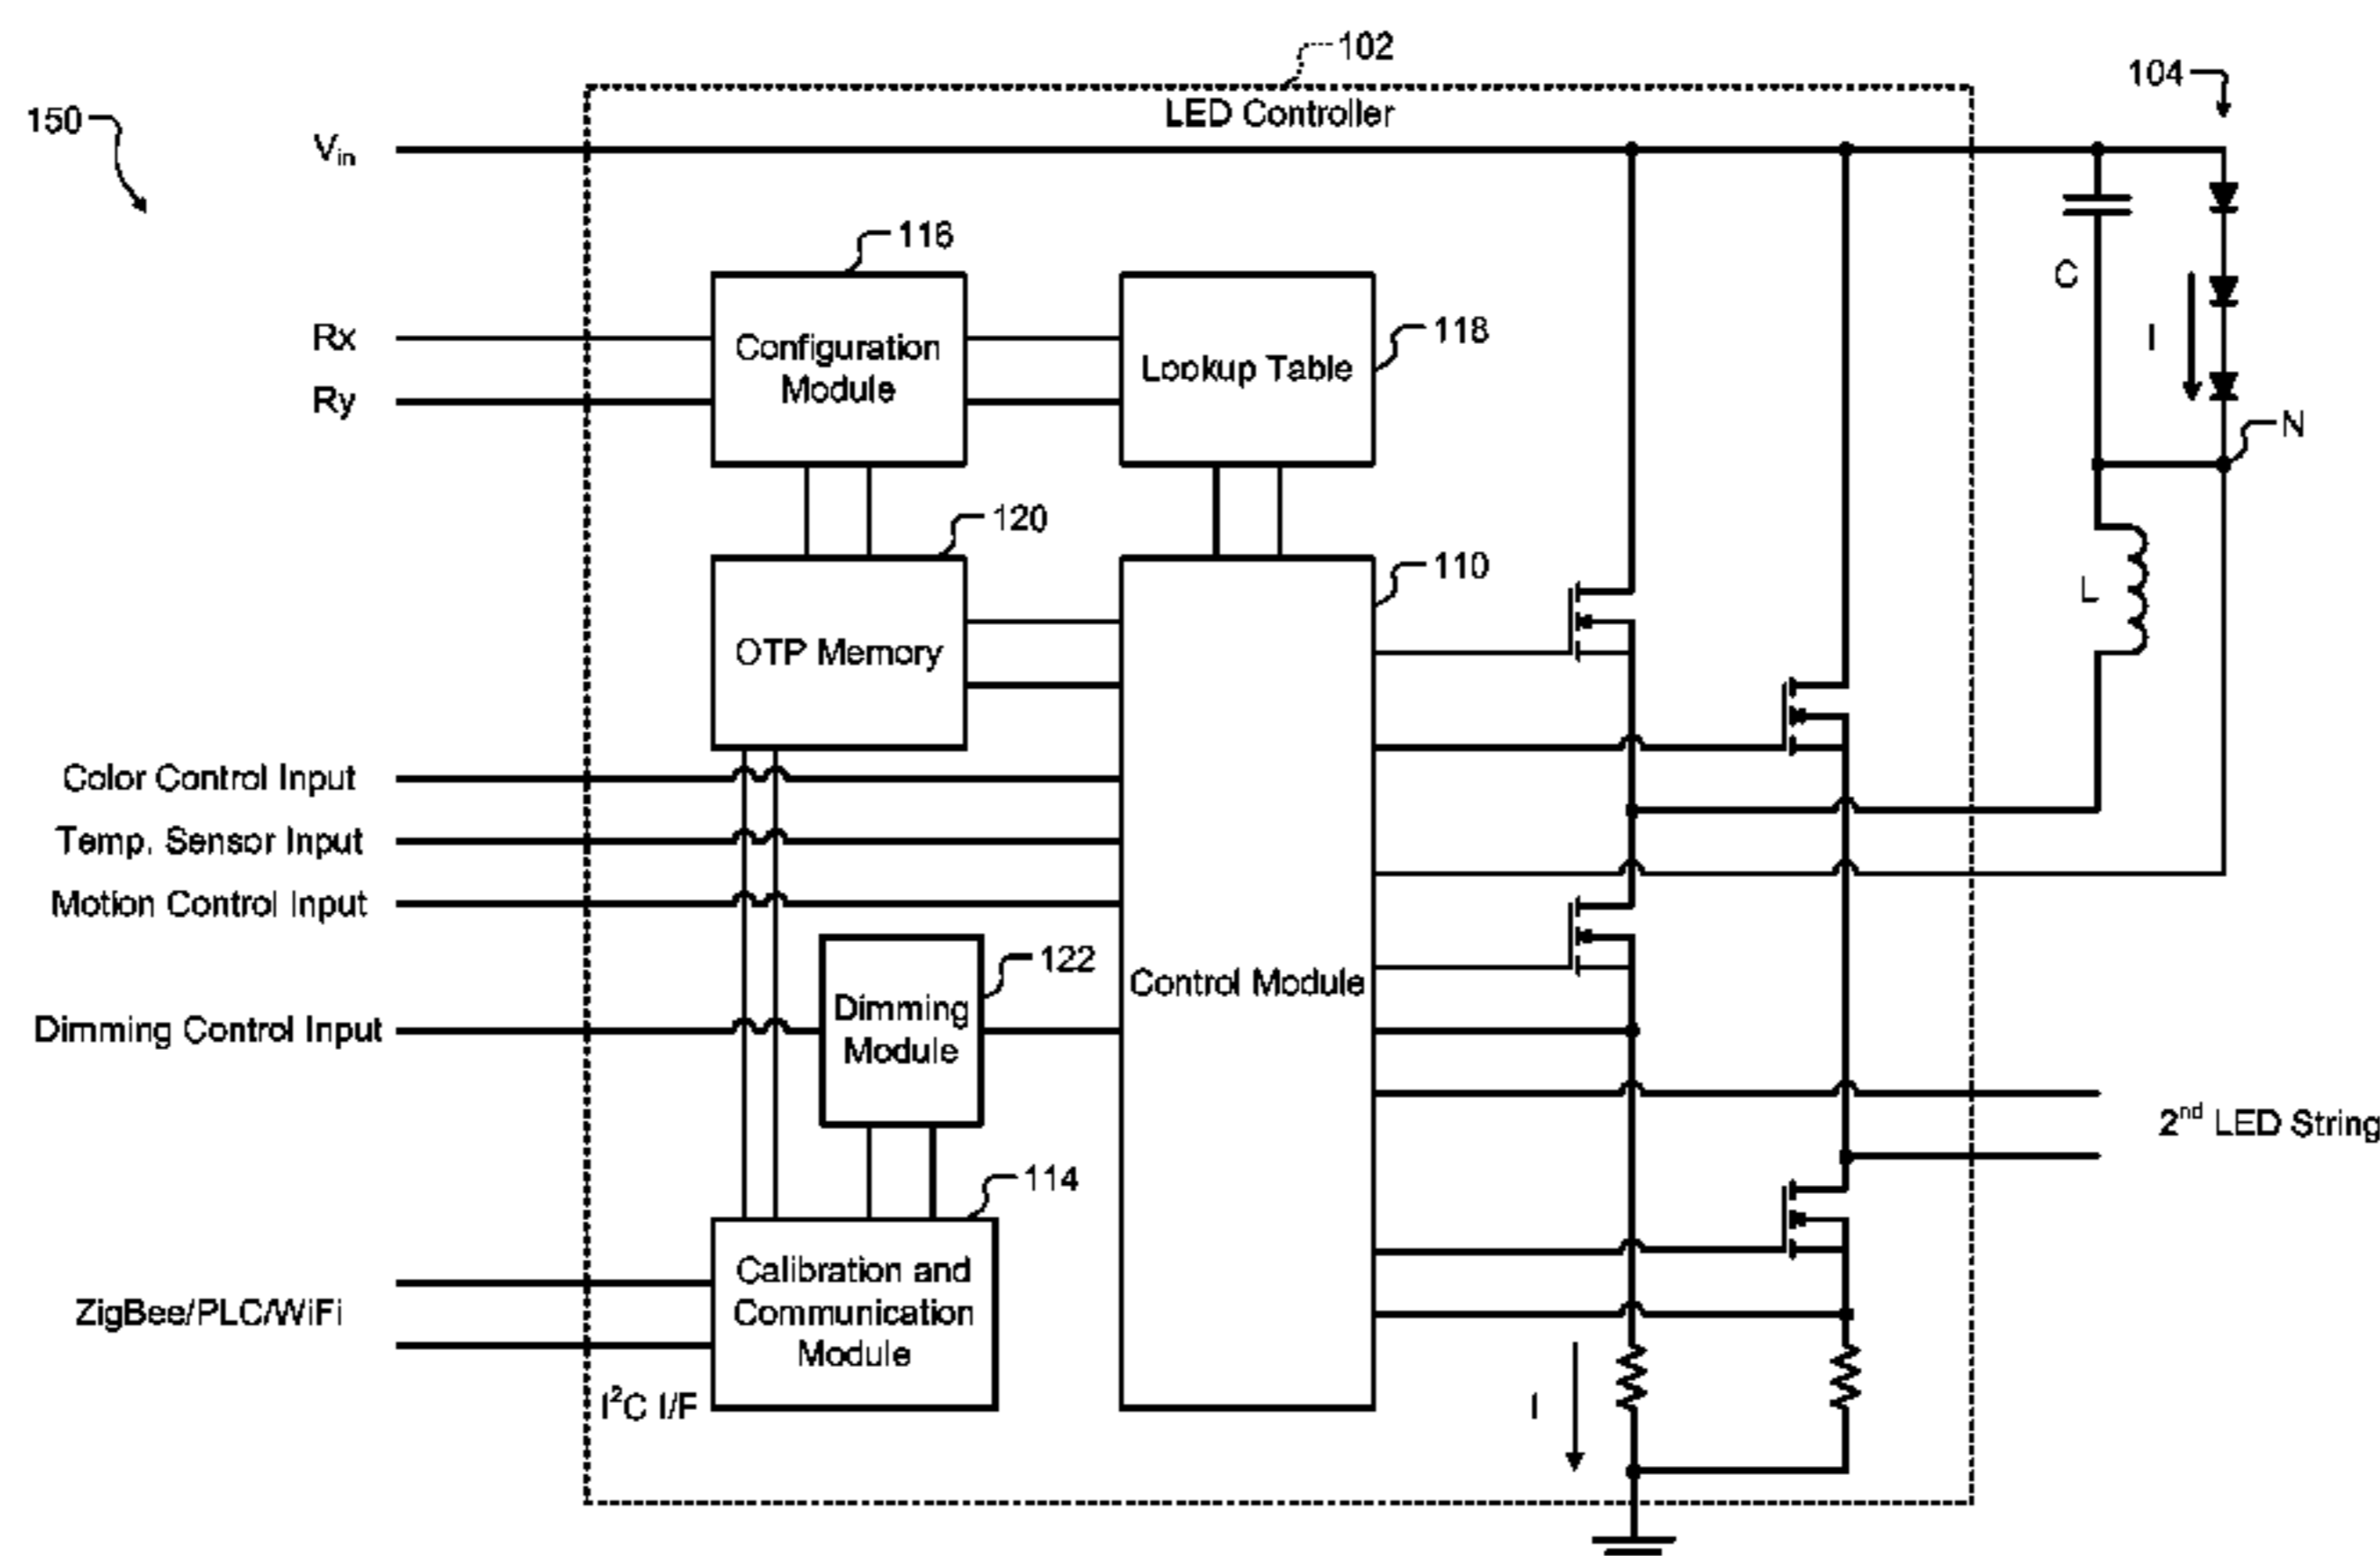 102
104
LED Controller
150
Vin
116
C
118
Rx
Configuration
Module
Lookup Table
I
Ry
N
120
110
L
OTP Memory
Color Control Input
Temp. Sensor Input
Motion Control Input
122
Control Module
Dimming Control Input
Dimming
Module
2nd LED String
114
ZigBee/PLC/WiFi
Calibration and
Communication
Module
I²C I/F
I